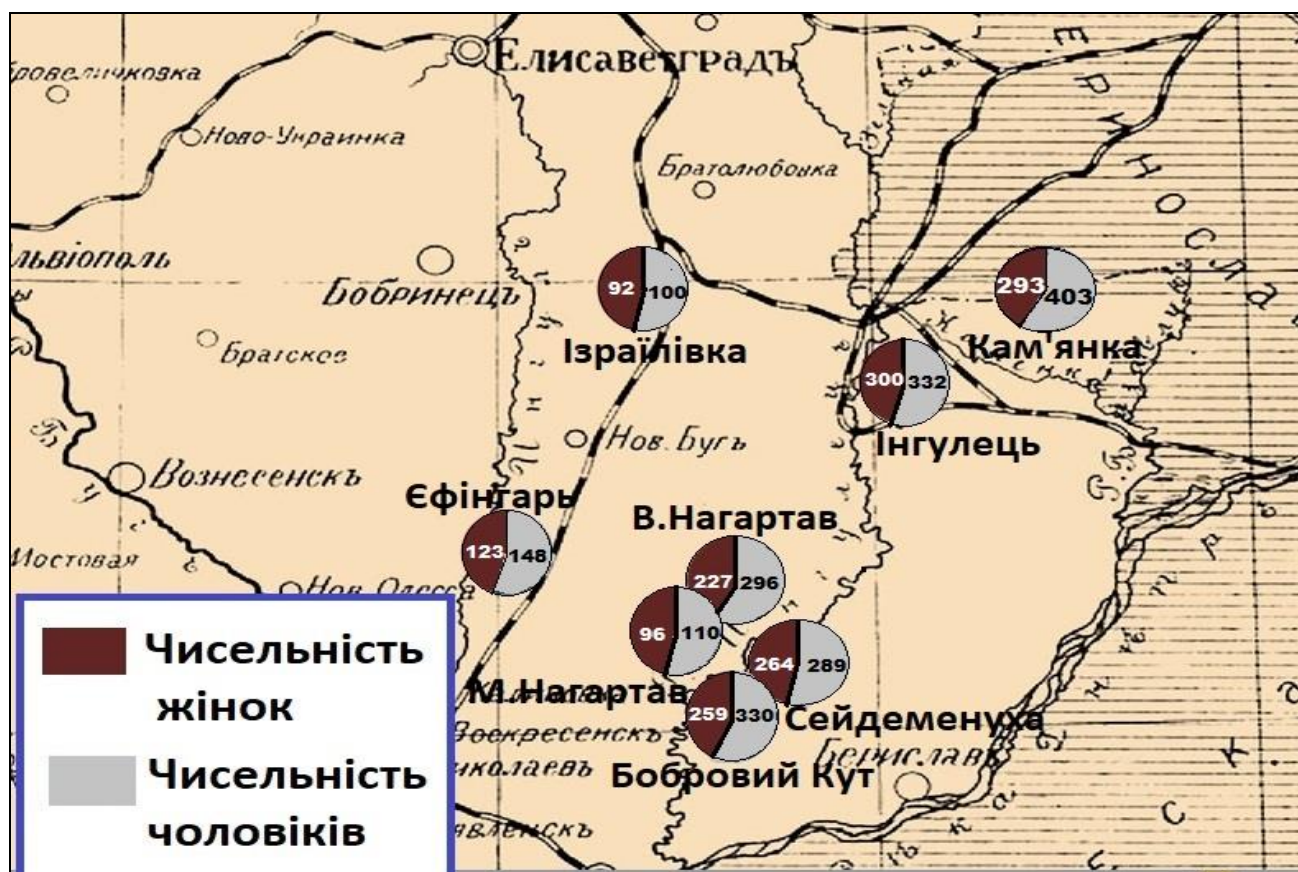 Елисаветградъ
Ново-Украинка
Братолюбовка
Бобринецъ
92
100
293
403
Ізраїлівка
Кам'янка
Братское
300
332
Інгулець
Нов. Бугъ
Вознесенскъ
Єфінгарь
В.Нагартав
123
148
227
296
Мостовая
Нов. Одесса
96
110
264
289
М.Нагартав
259
330
Сейдеменуха
Бериславъ
Бобровий Кут
Чисельність
жінок
Чисельність
чоловіків